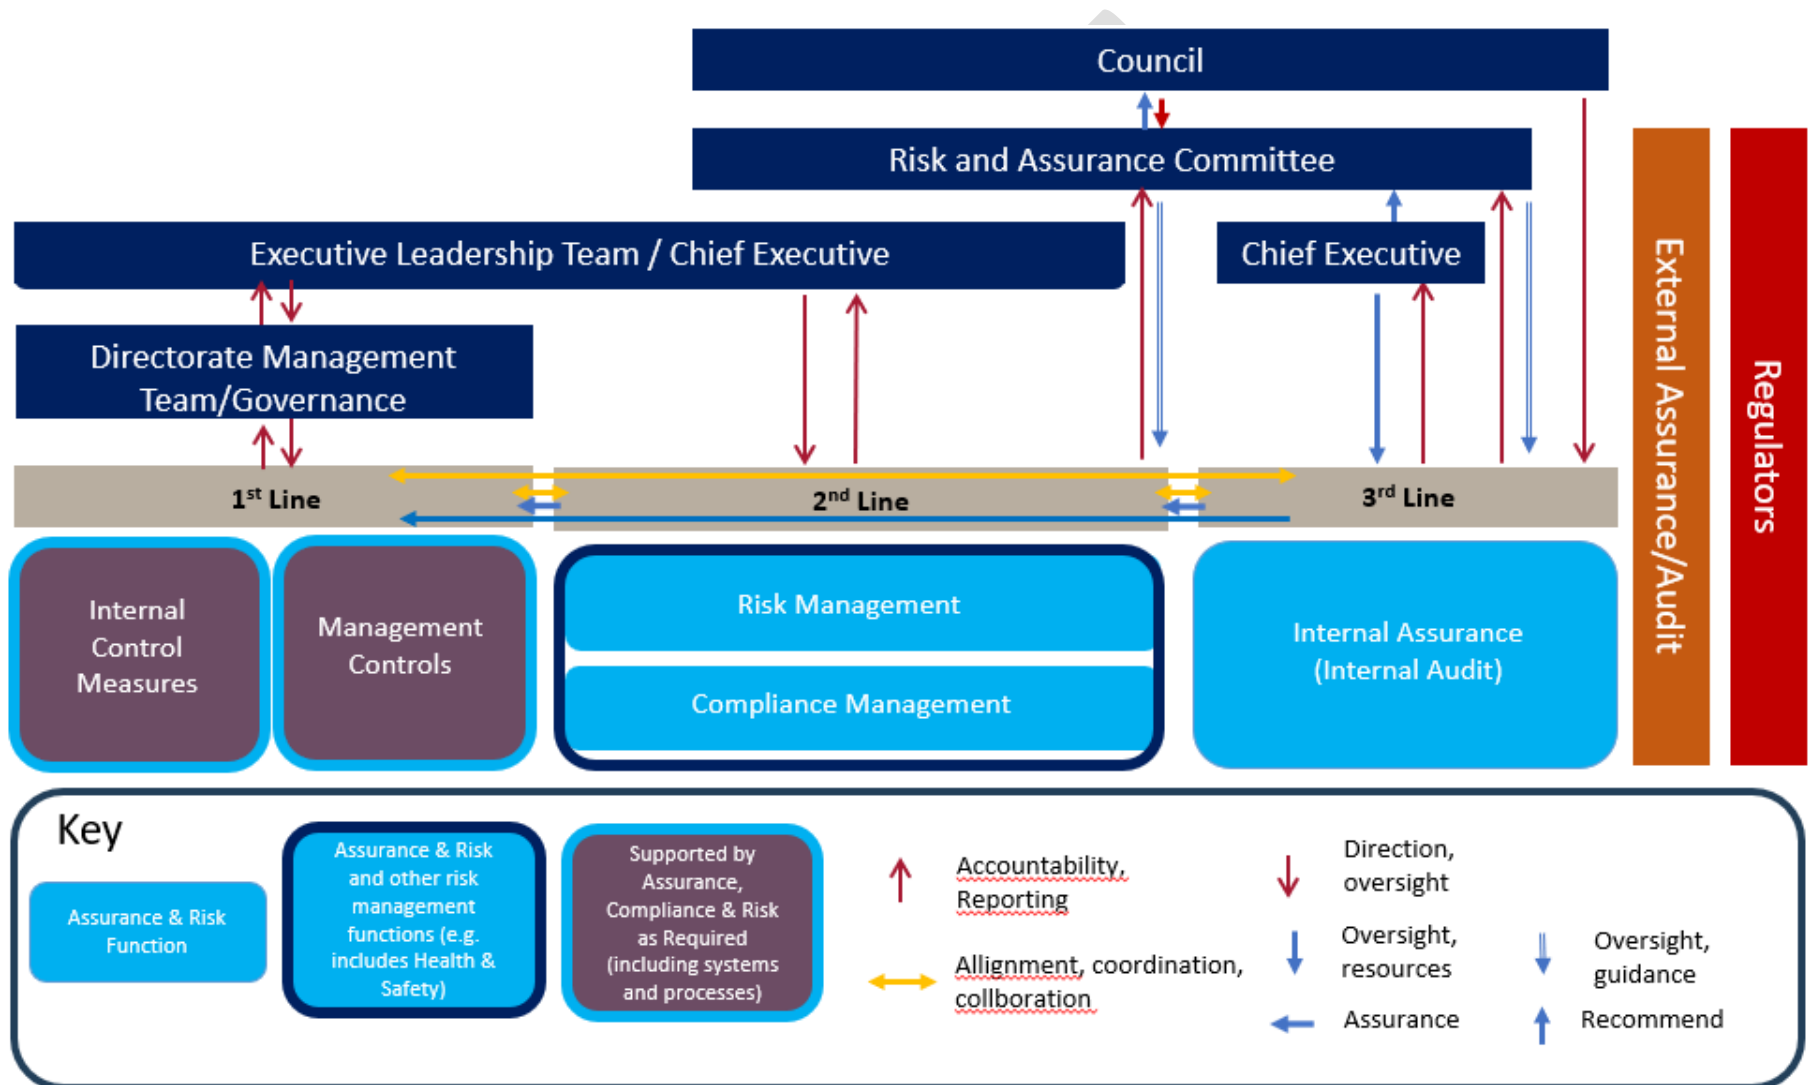 Council
Risk and Assurance Committee
Executive Leadership Team / Chief Executive
Chief Executive
Directorate Management
Team/Governance
1st Line
2nd Line
3rd Line
Internal
Control
Measures
Management
Controls
Risk Management
Compliance Management
Internal Assurance
(Internal Audit)
External Assurance/Audit
Regulators
Key
Assurance & Risk
Function
Assurance & Risk
and other risk
management
functions (e.g.
includes Health &
Safety)
Supported by
Assurance,
Compliance & Risk
as Required
(including systems
and processes)
Accountability,
Reporting
Allignment, coordination,
collboration
Direction,
oversight
Oversight,
resources
Assurance
Oversight,
guidance
Recommend